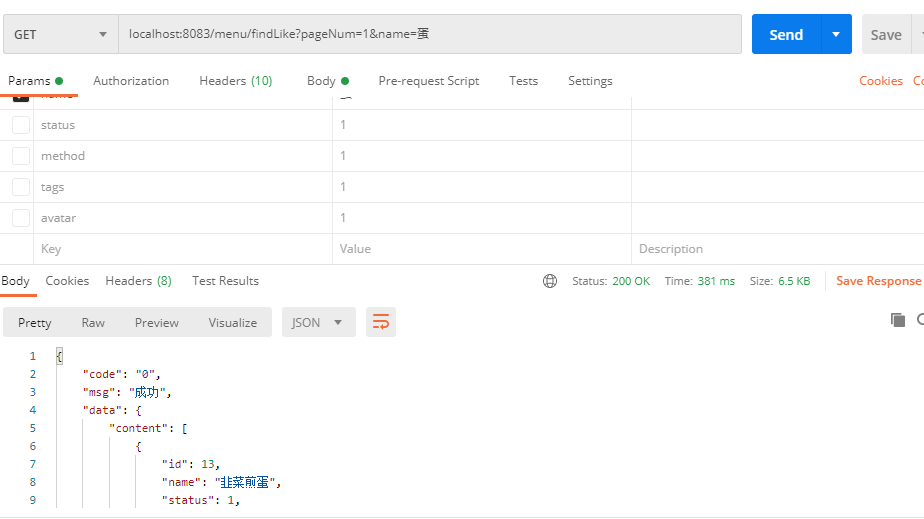 GET localhost:8083/menu/findLike?pageNum=1&name=蛋 Send Save
Params Authorization Headers (10) Body Pre-request Script Tests Settings Cookies
status 1
method 1
tags 1
avatar 1
Key Value Description
Body Cookies Headers (8) Test Results Status: 200 OK Time: 381 ms Size: 6.5 KB Save Response
Pretty Raw Preview Visualize JSON
1 {
2 "code": "0",
3 "msg": "成功",
4 "data": {
5 "content": [
6 {
7 "id": 13,
8 "name": "韭菜煎蛋",
9 "status": 1,